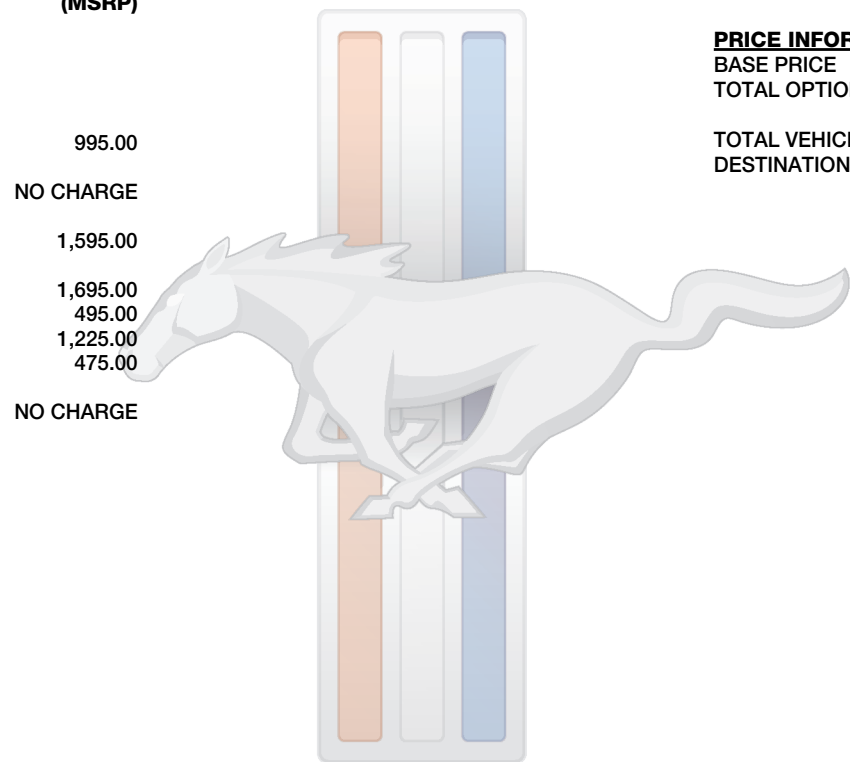 (MSRP)
995.00
NO CHARGE
1,595.00
1,695.00
495.00
1,225.00
475.00
NO CHARGE
PRICE INFOR
BASE PRICE
TOTAL OPTIO
TOTAL VEHIC
DESTINATION